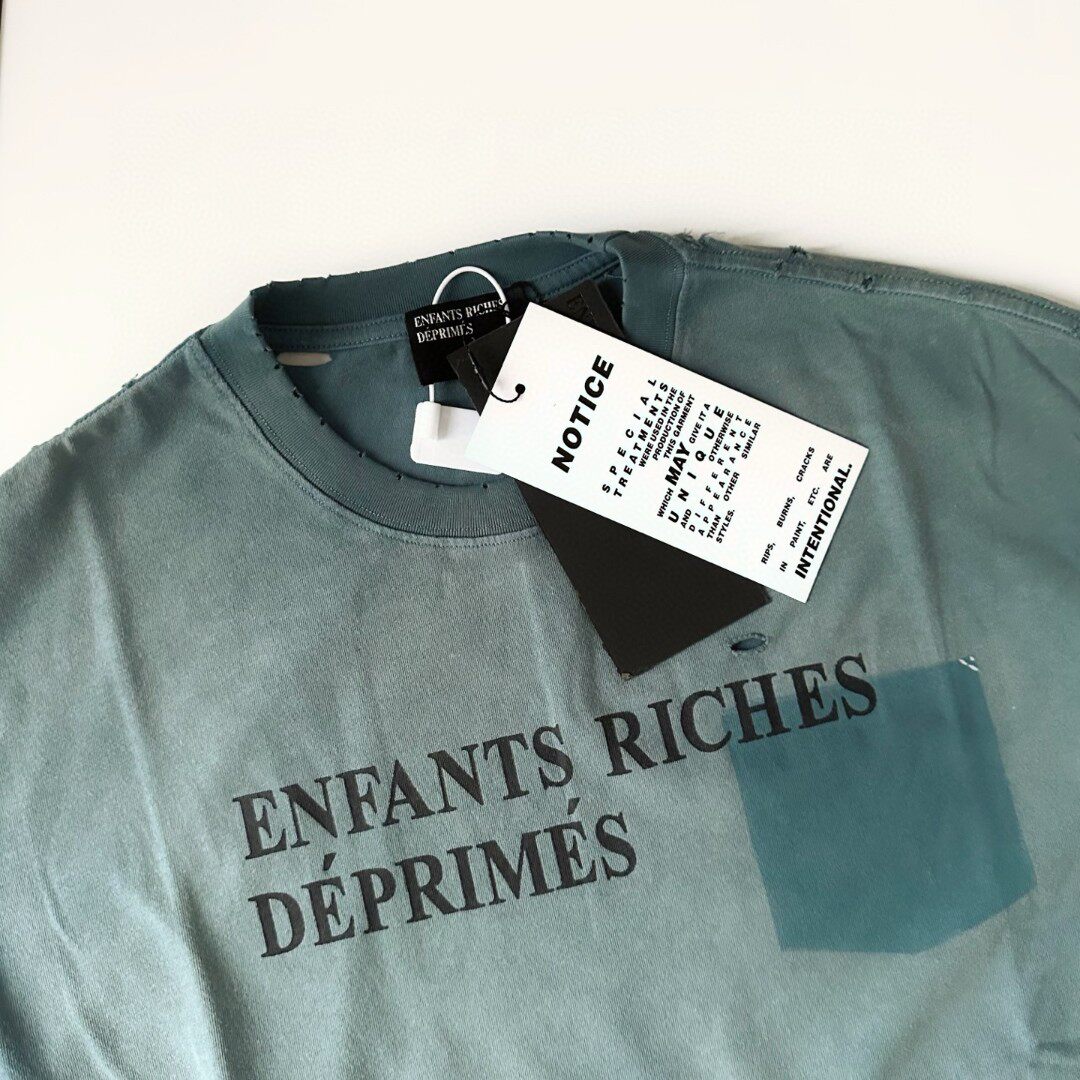 ENFANTS RICHES
DÉPRIMÉS
NOTICE
SPECIAL
TREATMENTS
WERE USED IN THE
PRODUCTION OF
THIS GARMENT
WHICH MAY GIVE IT A
UNIQUE
AND OTHERWISE
DIFFERENT
APPEARANCE
THAN OTHER SIMILAR
STYLES.
RIPS, BURNS, CRACKS
IN PAINT, ETC. ARE
INTENTIONAL.
ENFANTS RICHES
DÉPRIMÉS